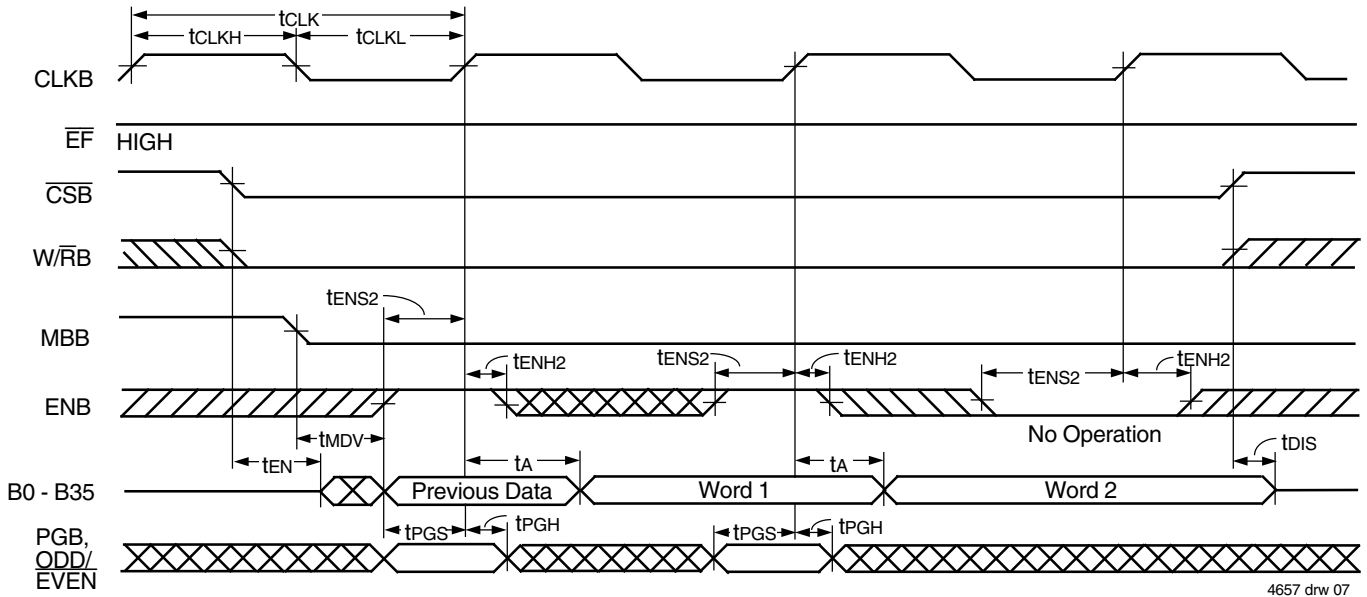 tCLK
tCLKH tCLKL
CLKB
EF HIGH
CSB
W/RB
tENS2
MBB
tENH2 tENS2 tENH2 tENS2 tENH2
ENB
No Operation
tMDV
tEN tA tA tDIS
B0 - B35 Previous Data Word 1 Word 2
tPGS tPGH tPGS tPGH
PGB,
ODD/
EVEN
4657 drw 07